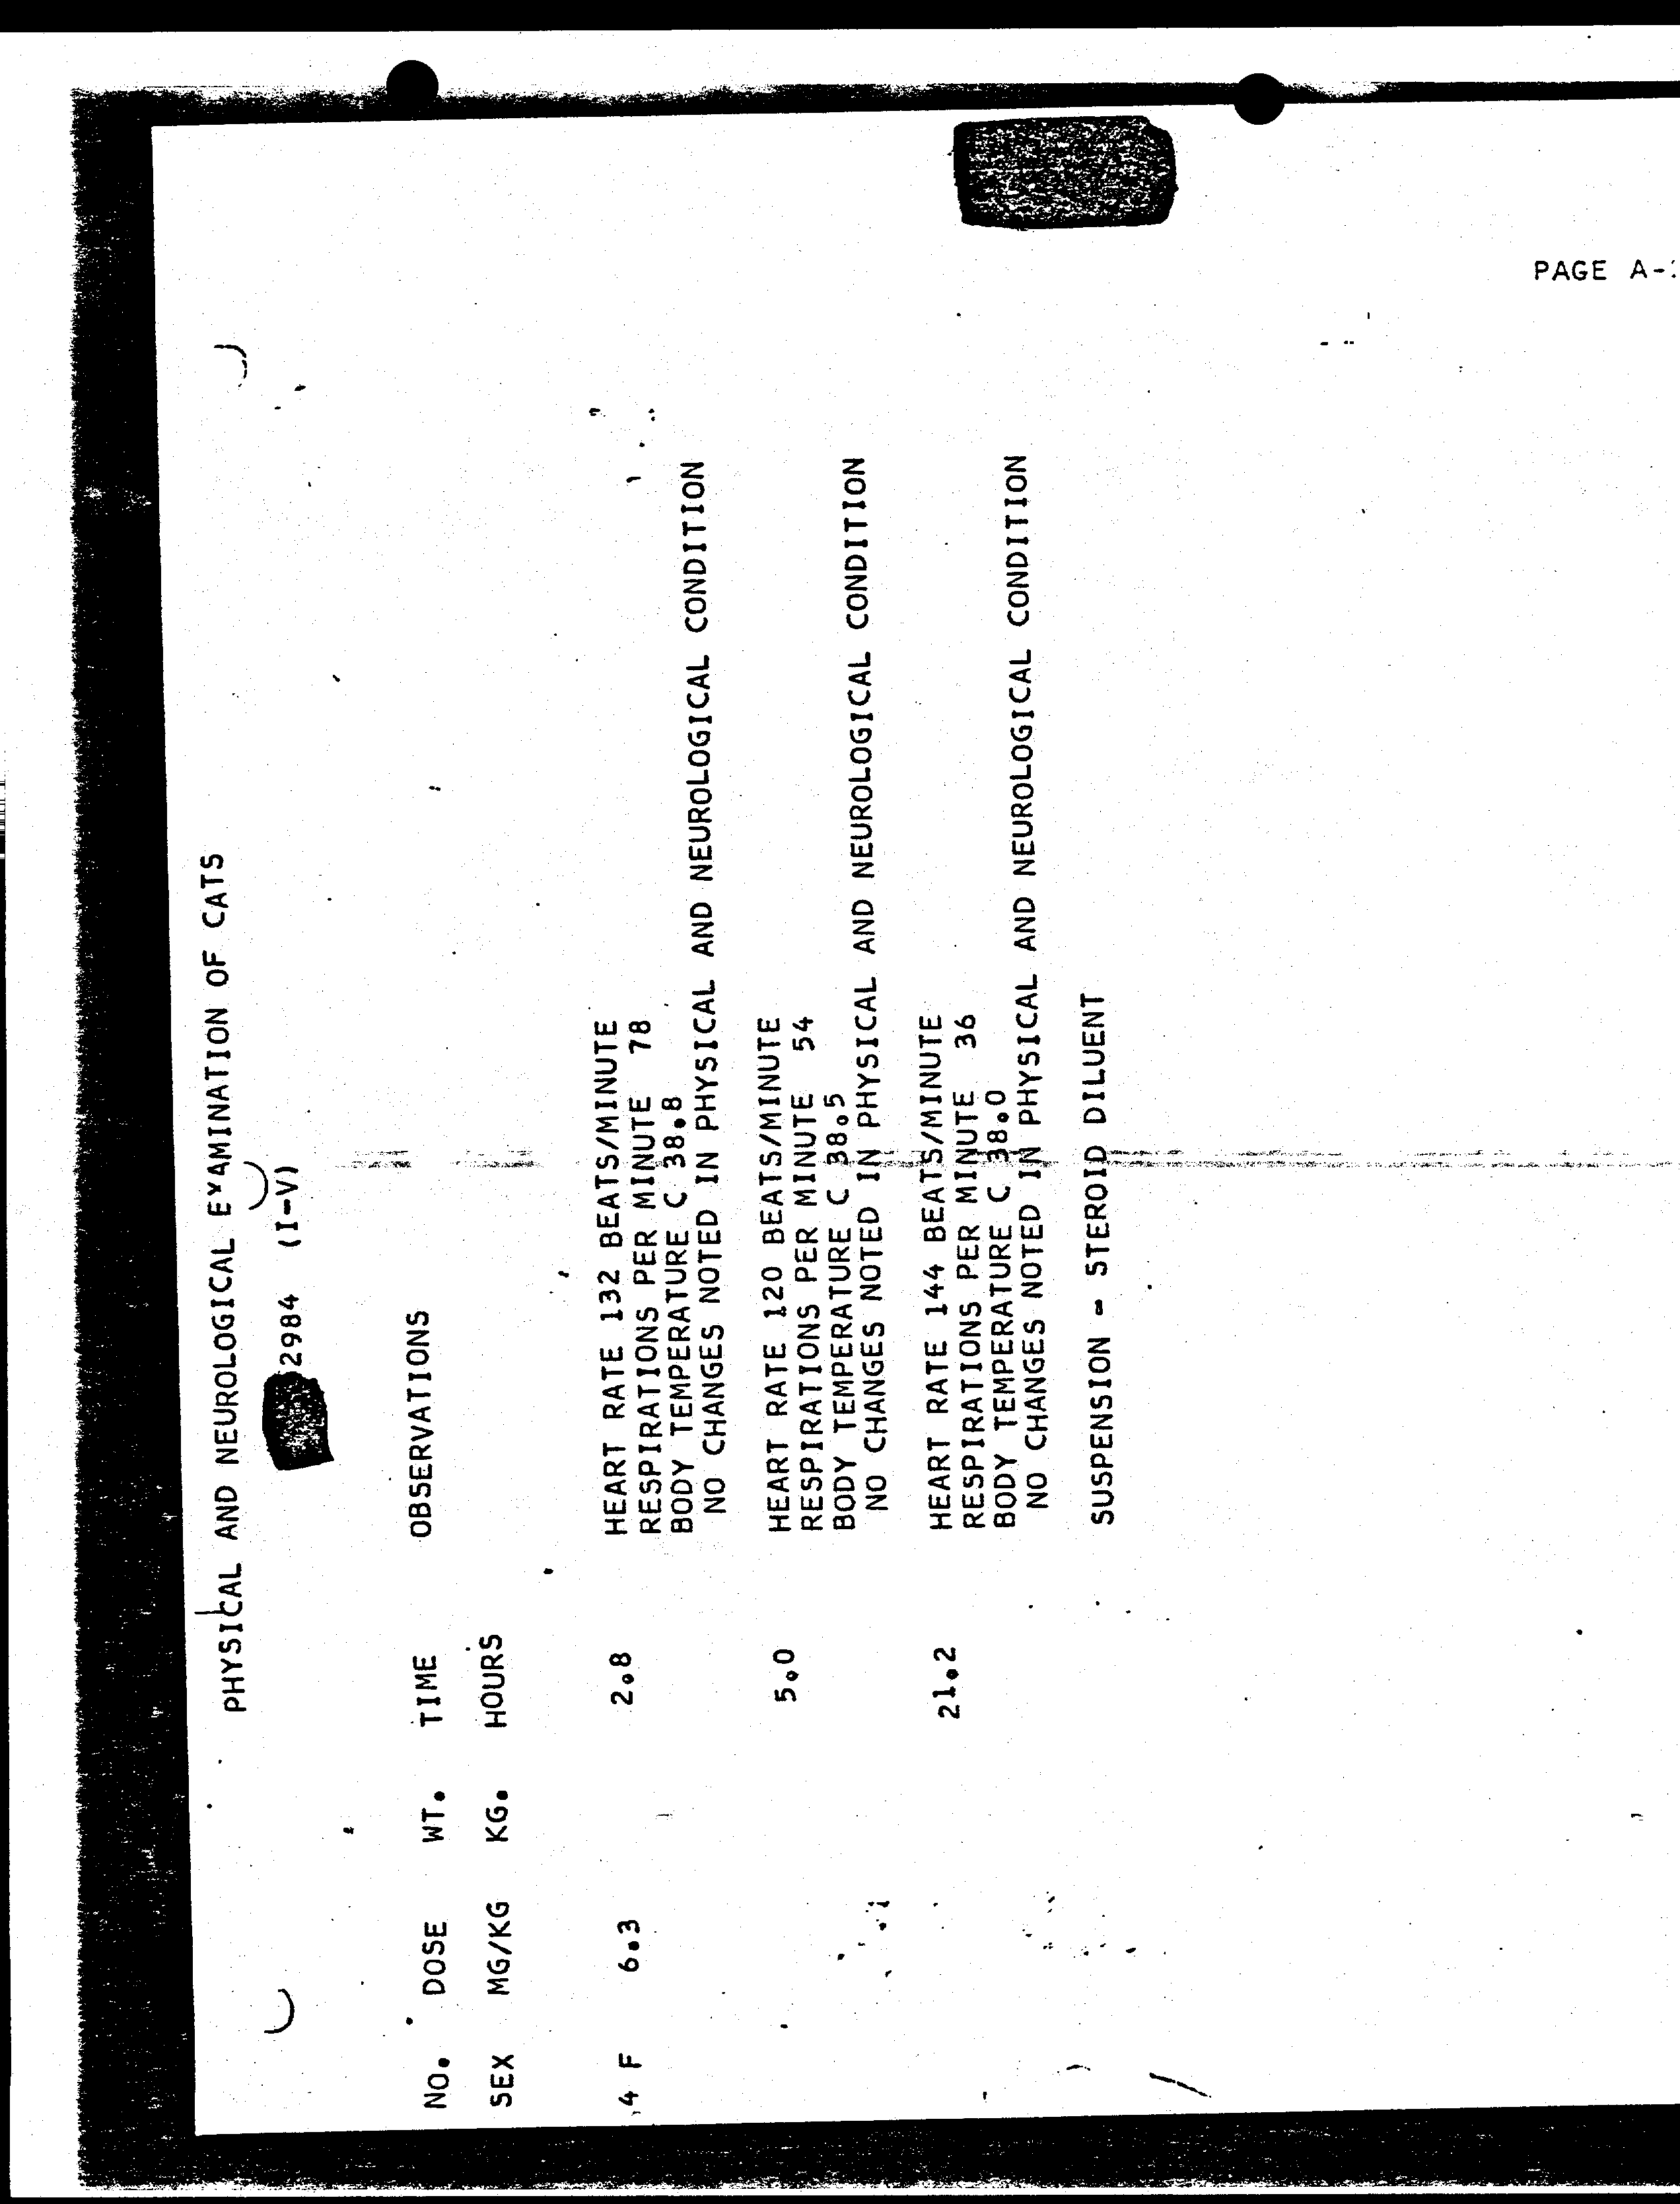 PHYSICAL AND NEUROLOGICAL EXAMINATION OF CATS
2984 (I-V)
NO. DOSE WT. TIME OBSERVATIONS
SEX MG/KG KG. HOURS
4 F 6.3 2.8 HEART RATE 132 BEATS/MINUTE
RESPIRATIONS PER MINUTE 78
BODY TEMPERATURE C 38.8
NO CHANGES NOTED IN PHYSICAL AND NEUROLOGICAL CONDITION
5.0 HEART RATE 120 BEATS/MINUTE
RESPIRATIONS PER MINUTE 54
BODY TEMPERATURE C 38.5
NO CHANGES NOTED IN PHYSICAL AND NEUROLOGICAL CONDITION
21.2 HEART RATE 144 BEATS/MINUTE
RESPIRATIONS PER MINUTE 36
BODY TEMPERATURE C 38.0
NO CHANGES NOTED IN PHYSICAL AND NEUROLOGICAL CONDITION
SUSPENSION - STEROID DILUENT
PAGE A-